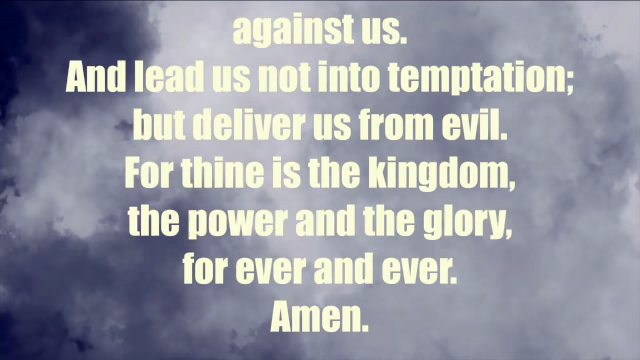 against us.
And lead us not into temptation;
but deliver us from evil.
For thine is the kingdom,
the power and the glory,
for ever and ever.
Amen.